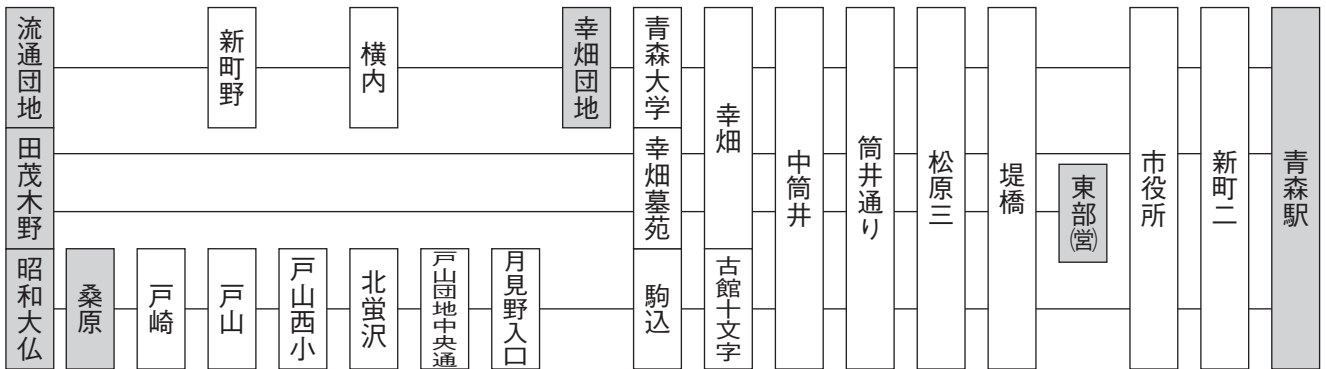 流通団地
新町野
横内
幸畑団地
青森大学
幸畑
中筒井
筒井通り
松原三
堤橋
東部㈺
市役所
新町二
青森駅
田茂木野
幸畑墓苑
昭和大仏
桑原
戸崎
戸山
戸山西小
北蛍沢
戸山団地中央通
月見野入口
駒込
古館十文字